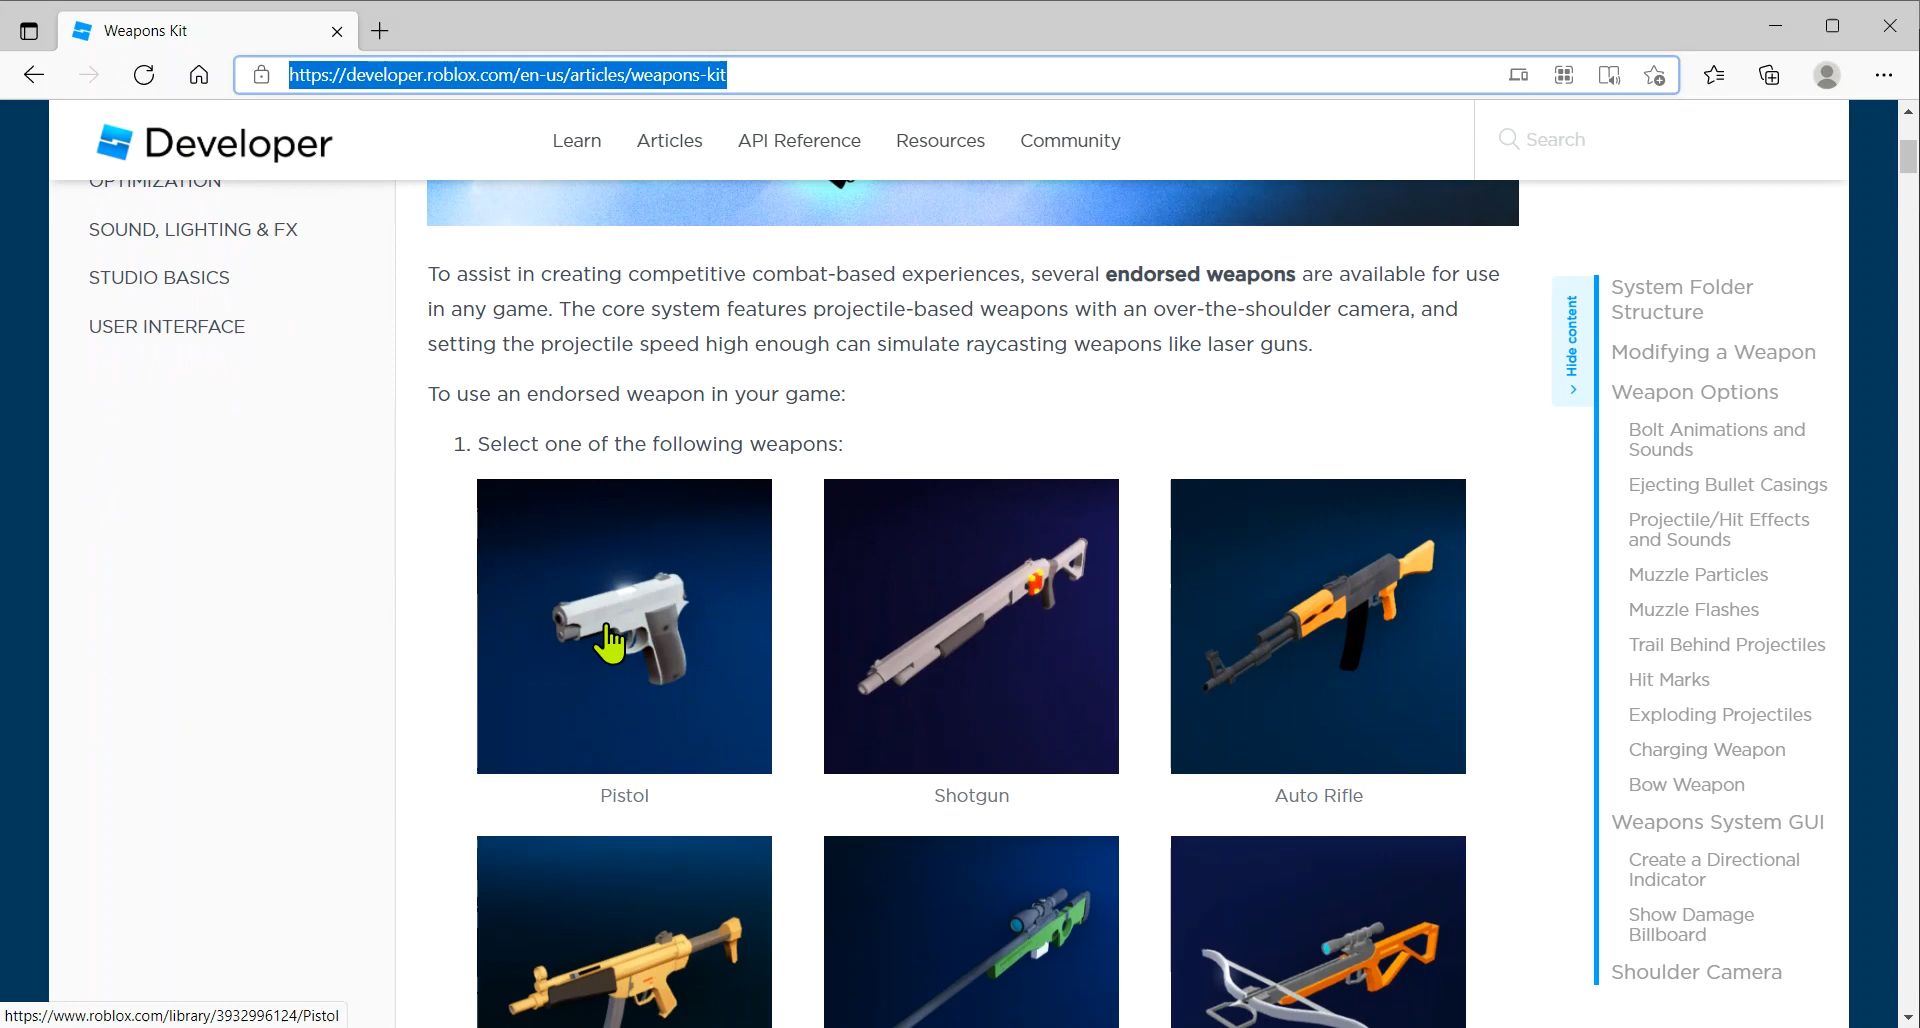 Weapons Kit
https://developer.roblox.com/en-us/articles/weapons-kit
Developer
Learn
Articles
API Reference
Resources
Community
Search
OPTIMIZATION
SOUND, LIGHTING & FX
STUDIO BASICS
USER INTERFACE
To assist in creating competitive combat-based experiences, several endorsed weapons are available for use
in any game. The core system features projectile-based weapons with an over-the-shoulder camera, and
setting the projectile speed high enough can simulate raycasting weapons like laser guns.
To use an endorsed weapon in your game:
1. Select one of the following weapons:
Pistol
Shotgun
Auto Rifle
Hide content
System Folder
Structure
Modifying a Weapon
Weapon Options
Bolt Animations and
Sounds
Ejecting Bullet Casings
Projectile/Hit Effects
and Sounds
Muzzle Particles
Muzzle Flashes
Trail Behind Projectiles
Hit Marks
Exploding Projectiles
Charging Weapon
Bow Weapon
Weapons System GUI
Create a Directional
Indicator
Show Damage
Billboard
Shoulder Camera
https://www.roblox.com/library/3932996124/Pistol